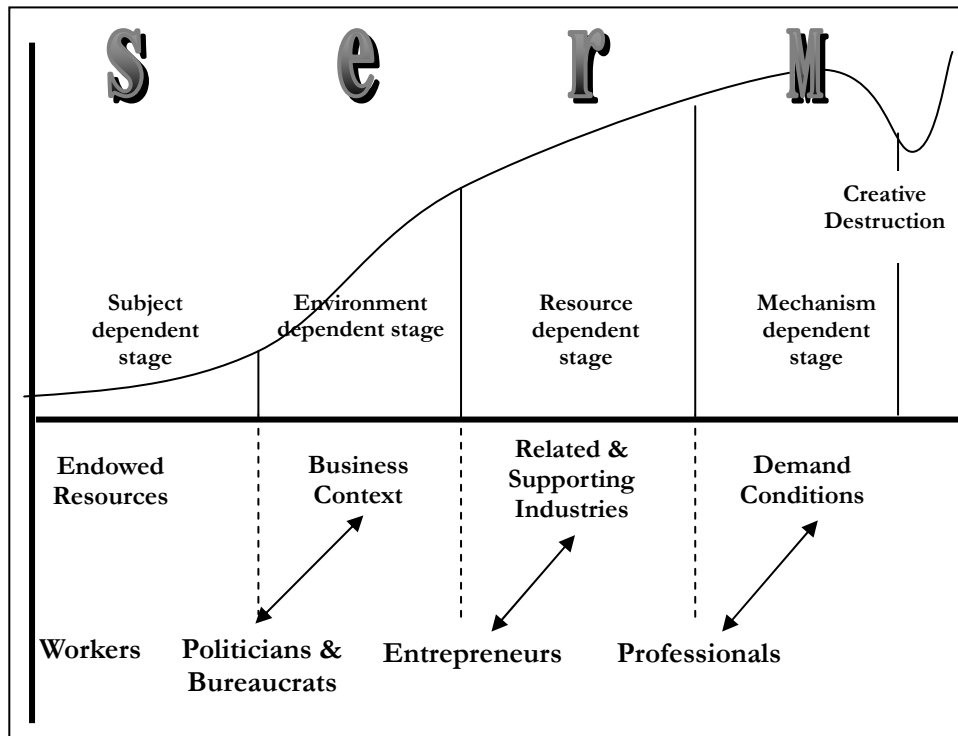 s e r M
Creative
Destruction
Subject
dependent
stage
Environment
dependent stage
Resource
dependent
stage
Mechanism
dependent
stage
Endowed
Resources
Business
Context
Related &
Supporting
Industries
Demand
Conditions
Workers
Politicians &
Bureaucrats
Entrepreneurs
Professionals